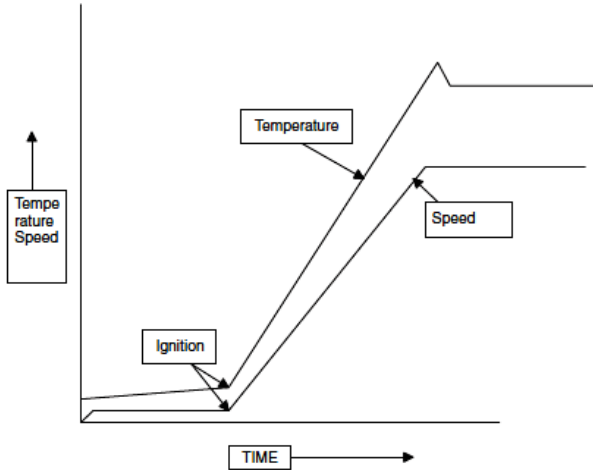 Temperature
Tempe
rature
Speed
Speed
Ignition
TIME